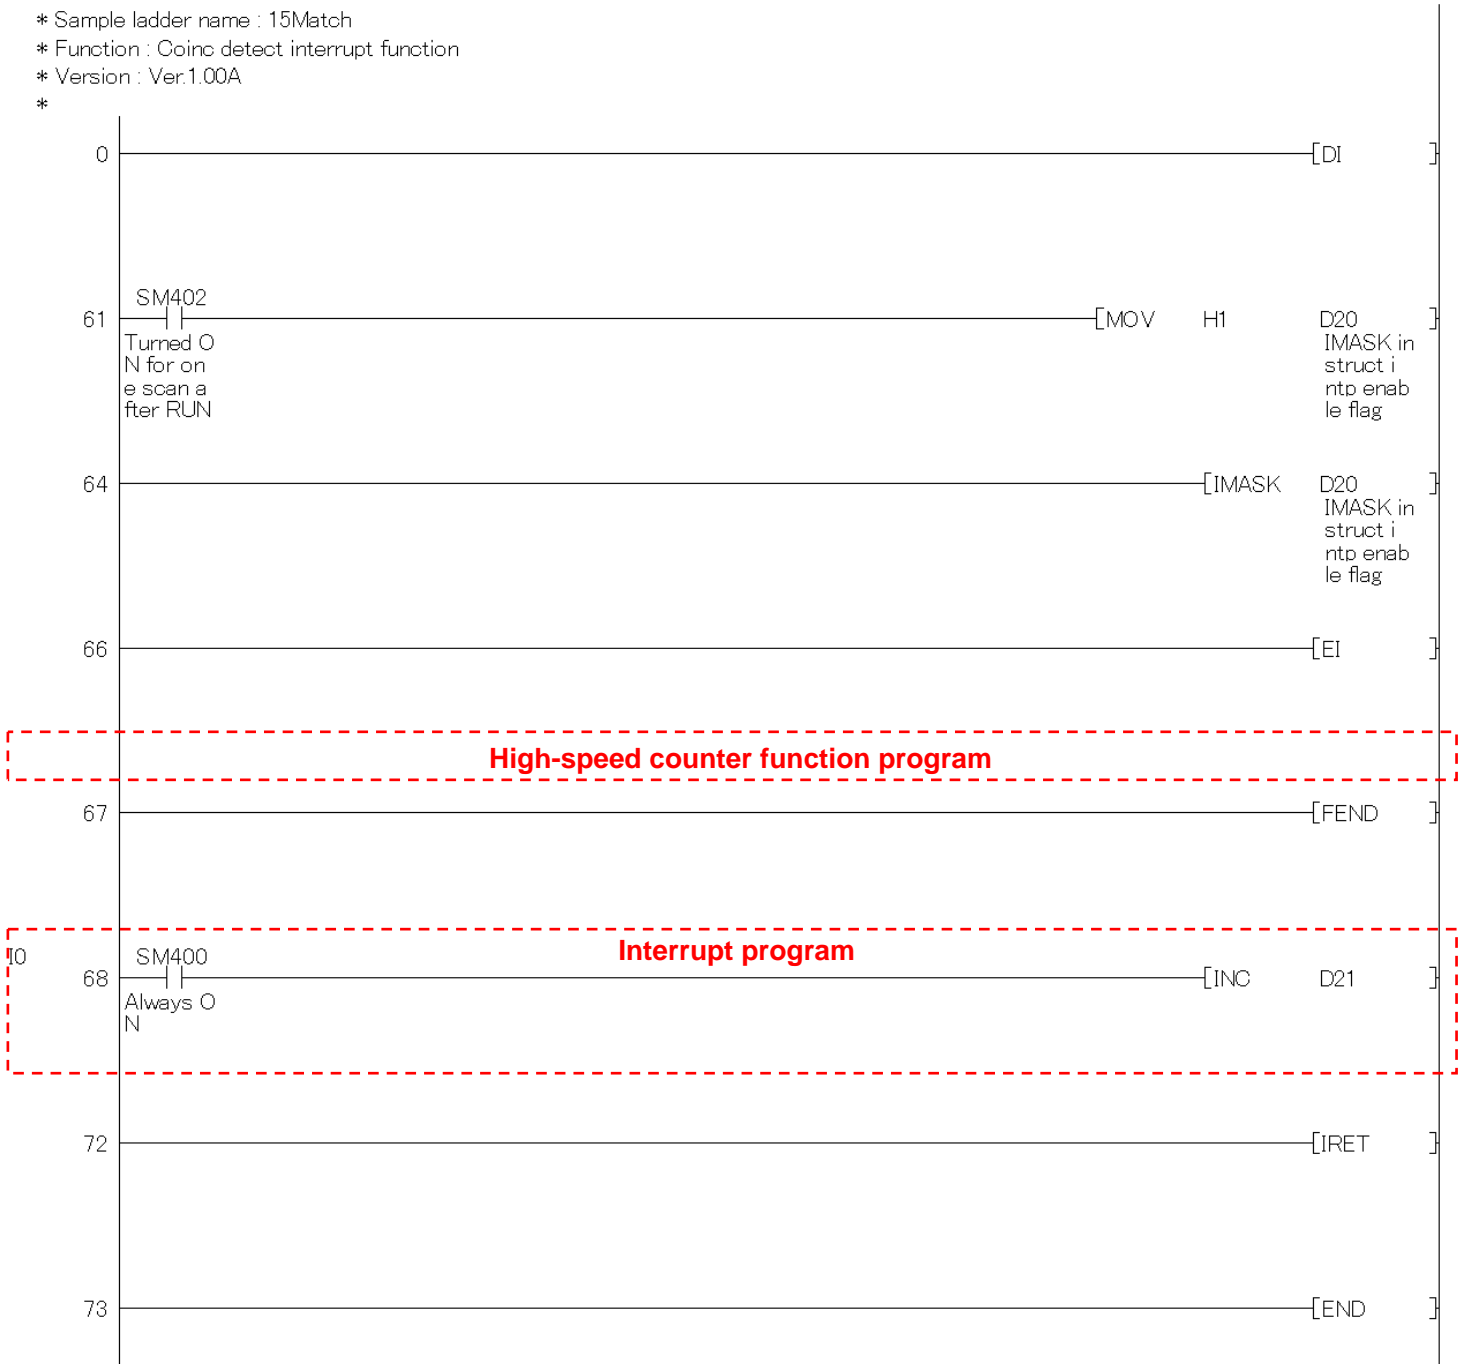 * Sample ladder name : 15Match
* Function : Coinc detect interrupt function
* Version : Ver.1.00A
*
0 [DI ]
SM402
61 [MOV H1 D20 ]
Turned O
N for on
e scan a
fter RUN
IMASK in
struct i
ntp enab
le flag
64 [IMASK D20 ]
IMASK in
struct i
ntp enab
le flag
66 [EI ]
High-speed counter function program
67 [FEND ]
Interrupt program
I0 SM400
68 [INC D21 ]
Always O
N
72 [IRET ]
73 [END ]